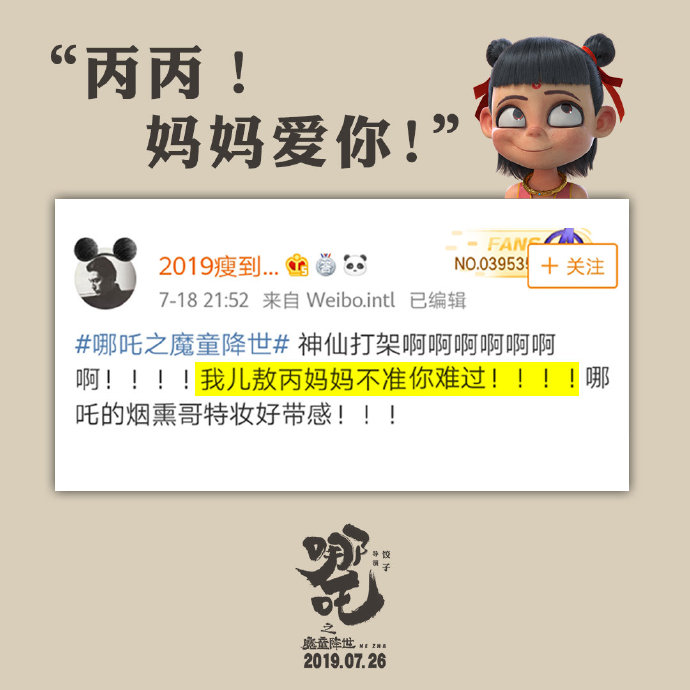 “丙丙！
妈妈爱你！”
FANS
NO.039535
2019瘦到...
+ 关注
7-18 21:52 来自 Weibo.intl 已编辑
#哪吒之魔童降世# 神仙打架啊啊啊啊啊啊
啊！！！！我儿敖丙妈妈不准你难过！！！！哪
吒的烟熏哥特妆好带感！！！
哪吒
导演
饺子
之
魔童降世
NE ZHA
2019.07.26